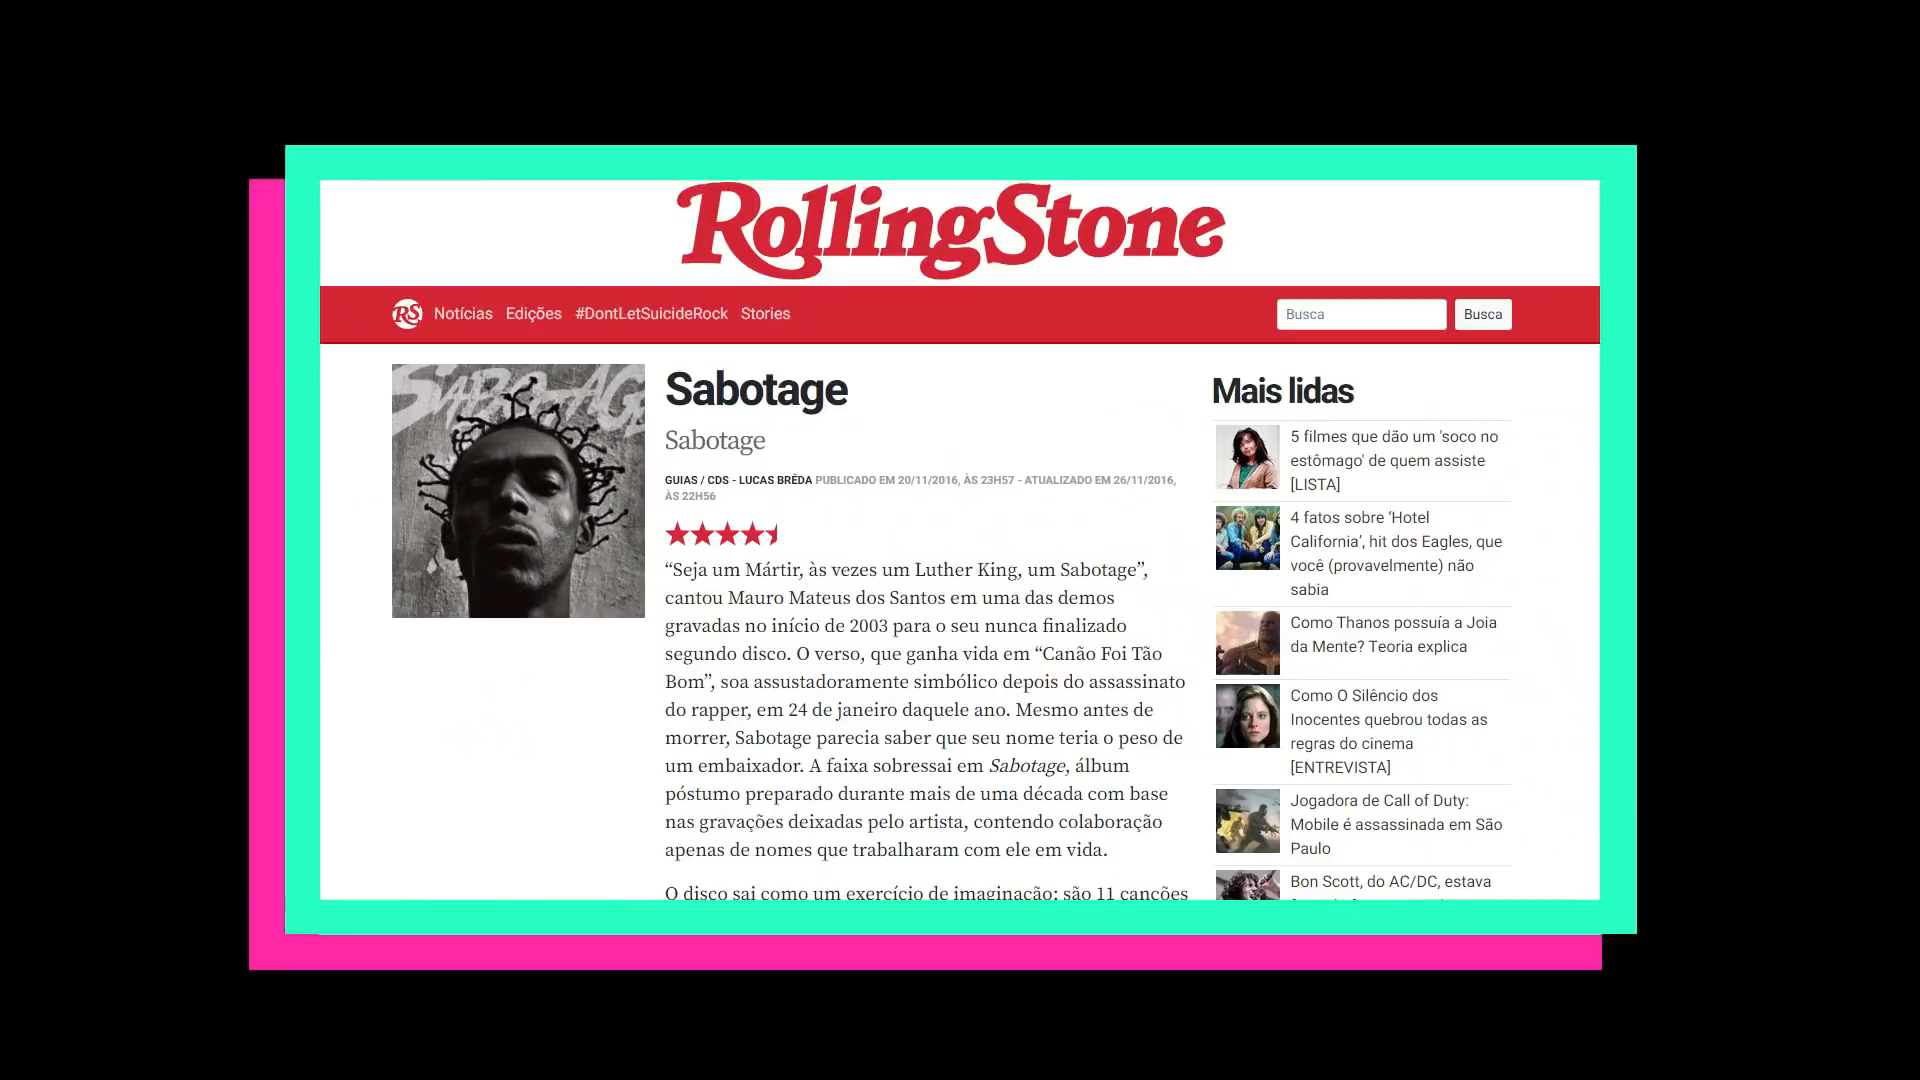 RollingStone
RS Notícias Edições #DontLetSuicideRock Stories Busca Busca
SABOTAGE
Sabotage
Sabotage
GUIAS / CDS - LUCAS BRÊDA PUBLICADO EM 20/11/2016, ÀS 23H57 - ATUALIZADO EM 26/11/2016,
ÀS 22H56
“Seja um Mártir, às vezes um Luther King, um Sabotage”,
cantou Mauro Mateus dos Santos em uma das demos
gravadas no início de 2003 para o seu nunca finalizado
segundo disco. O verso, que ganha vida em “Canão Foi Tão
Bom”, soa assustadoramente simbólico depois do assassinato
do rapper, em 24 de janeiro daquele ano. Mesmo antes de
morrer, Sabotage parecia saber que seu nome teria o peso de
um embaixador. A faixa sobressai em Sabotage, álbum
póstumo preparado durante mais de uma década com base
nas gravações deixadas pelo artista, contendo colaboração
apenas de nomes que trabalharam com ele em vida.
O disco sai como um exercício de imaginação: são 11 canções
Mais lidas
5 filmes que dão um 'soco no
estômago' de quem assiste
[LISTA]
4 fatos sobre ‘Hotel
California’, hit dos Eagles, que
você (provavelmente) não
sabia
Como Thanos possuía a Joia
da Mente? Teoria explica
Como O Silêncio dos
Inocentes quebrou todas as
regras do cinema
[ENTREVISTA]
Jogadora de Call of Duty:
Mobile é assassinada em São
Paulo
Bon Scott, do AC/DC, estava